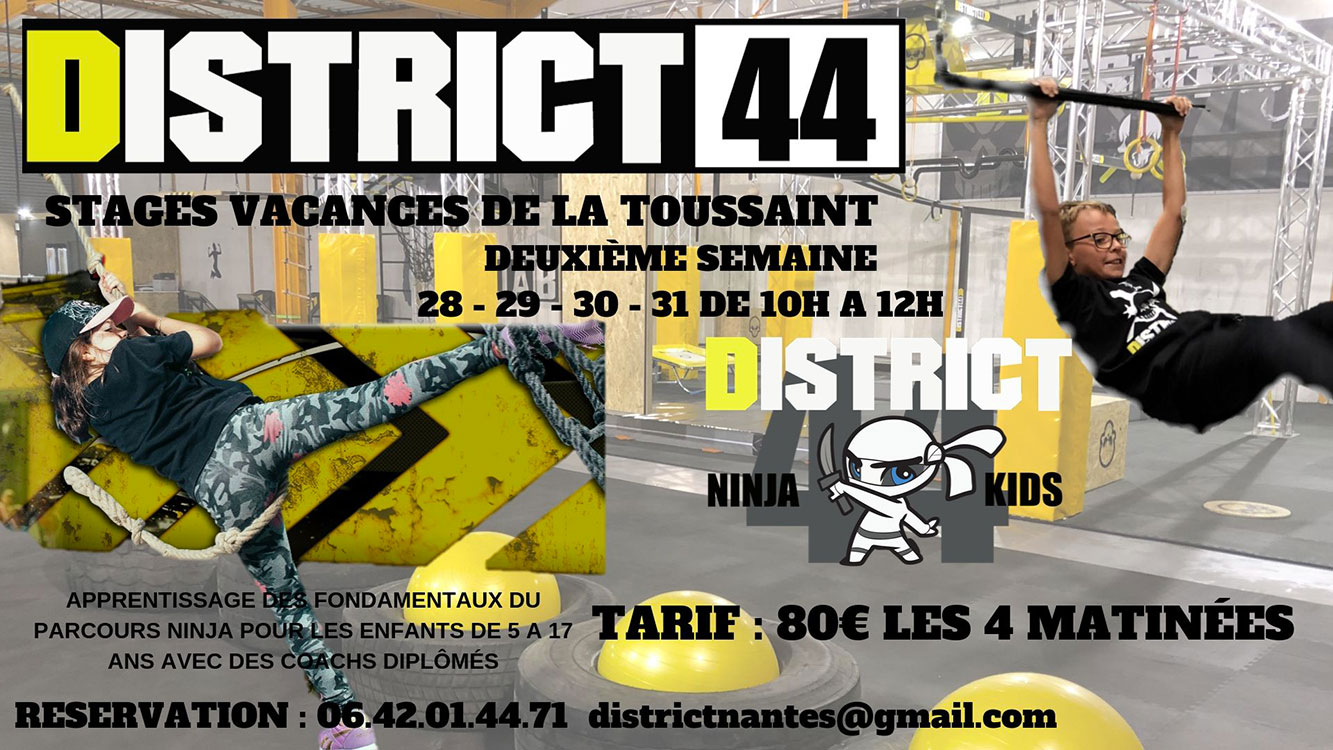 DISTRICT 44
STAGES VACANCES DE LA TOUSSAINT
DEUXIÈME SEMAINE
28 - 29 - 30 - 31 DE 10H A 12H
DISTRICT
44
NINJA KIDS
APPRENTISSAGE DES FONDAMENTAUX DU
PARCOURS NINJA POUR LES ENFANTS DE 5 A 17
ANS AVEC DES COACHS DIPLÔMÉS
TARIF : 80€ LES 4 MATINÉES
RESERVATION : 06.42.01.44.71 districtnantes@gmail.com